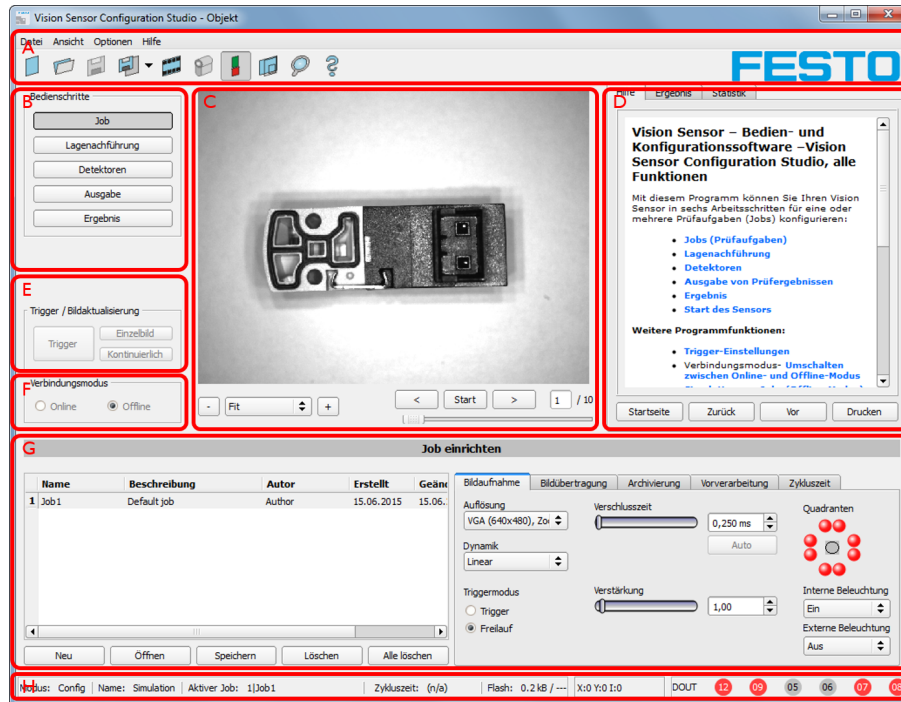 Vision Sensor Configuration Studio - Objekt
A
Datei Ansicht Optionen Hilfe
FESTO
B
Bedienschritte
Job
Lagenachführung
Detektoren
Ausgabe
Ergebnis
C
D
Hilfe Ergebnis Statistik
Vision Sensor – Bedien- und
Konfigurationssoftware –Vision
Sensor Configuration Studio, alle
Funktionen
Mit diesem Programm können Sie Ihren Vision
Sensor in sechs Arbeitsschritten für eine oder
mehrere Prüfaufgaben (Jobs) konfigurieren:
• Jobs (Prüfaufgaben)
• Lagenachführung
• Detektoren
• Ausgabe von Prüfergebnissen
• Ergebnis
• Start des Sensors
Weitere Programmfunktionen:
• Trigger-Einstellungen
• Verbindungsmodus- Umschalten
zwischen Online- und Offline-Modus
Startseite Zurück Vor Drucken
E
Trigger / Bildaktualisierung
Trigger
Einzelbild
Kontinuierlich
F
Verbindungsmodus
Online Offline
- Fit +
< Start > 1 / 10
G
Job einrichten
Name Beschreibung Autor Erstellt Geänd
1 Job1 Default job Author 15.06.2015 15.06.
Neu Öffnen Speichern Löschen Alle löschen
Bildaufnahme Bildübertragung Archivierung Vorverarbeitung Zykluszeit
Auflösung
VGA (640x480), Zoo
Verschlusszeit
0,250 ms
Auto
Quadranten
Dynamik
Linear
Triggermodus
Trigger
Freilauf
Verstärkung
1,00
Interne Beleuchtung
Ein
Externe Beleuchtung
Aus
H
Modus: Config Name: Simulation Aktiver Job: 1|Job1 Zykluszeit: (n/a) Flash: 0.2 kB / --- X:0 Y:0 I:0 DOUT 12 09 05 06 07 08